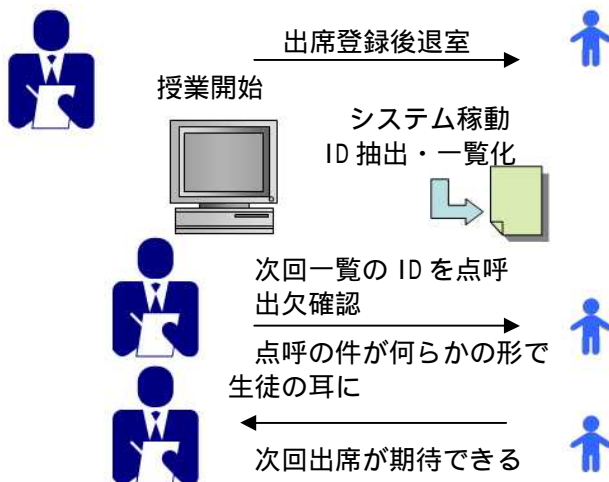 出席登録後退室
授業開始
システム稼動
ID 抽出・一覧化
次回一覧の ID を点呼
出欠確認
点呼の件が何らかの形で
生徒の耳に
次回出席が期待できる